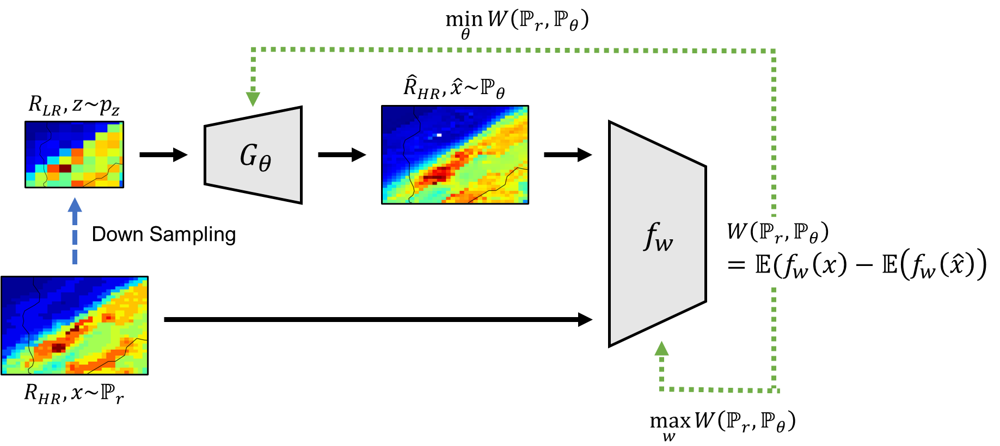 min W(ℙ_r, ℙ_θ)
θ
R̂_HR, x̂~ℙ_θ
R_LR, z~p_z
G_θ
Down Sampling
f_w
W(ℙ_r, ℙ_θ)
= 𝔼(f_w(x) − 𝔼(f_w(x̂))
R_HR, x~ℙ_r
max W(ℙ_r, ℙ_θ)
w